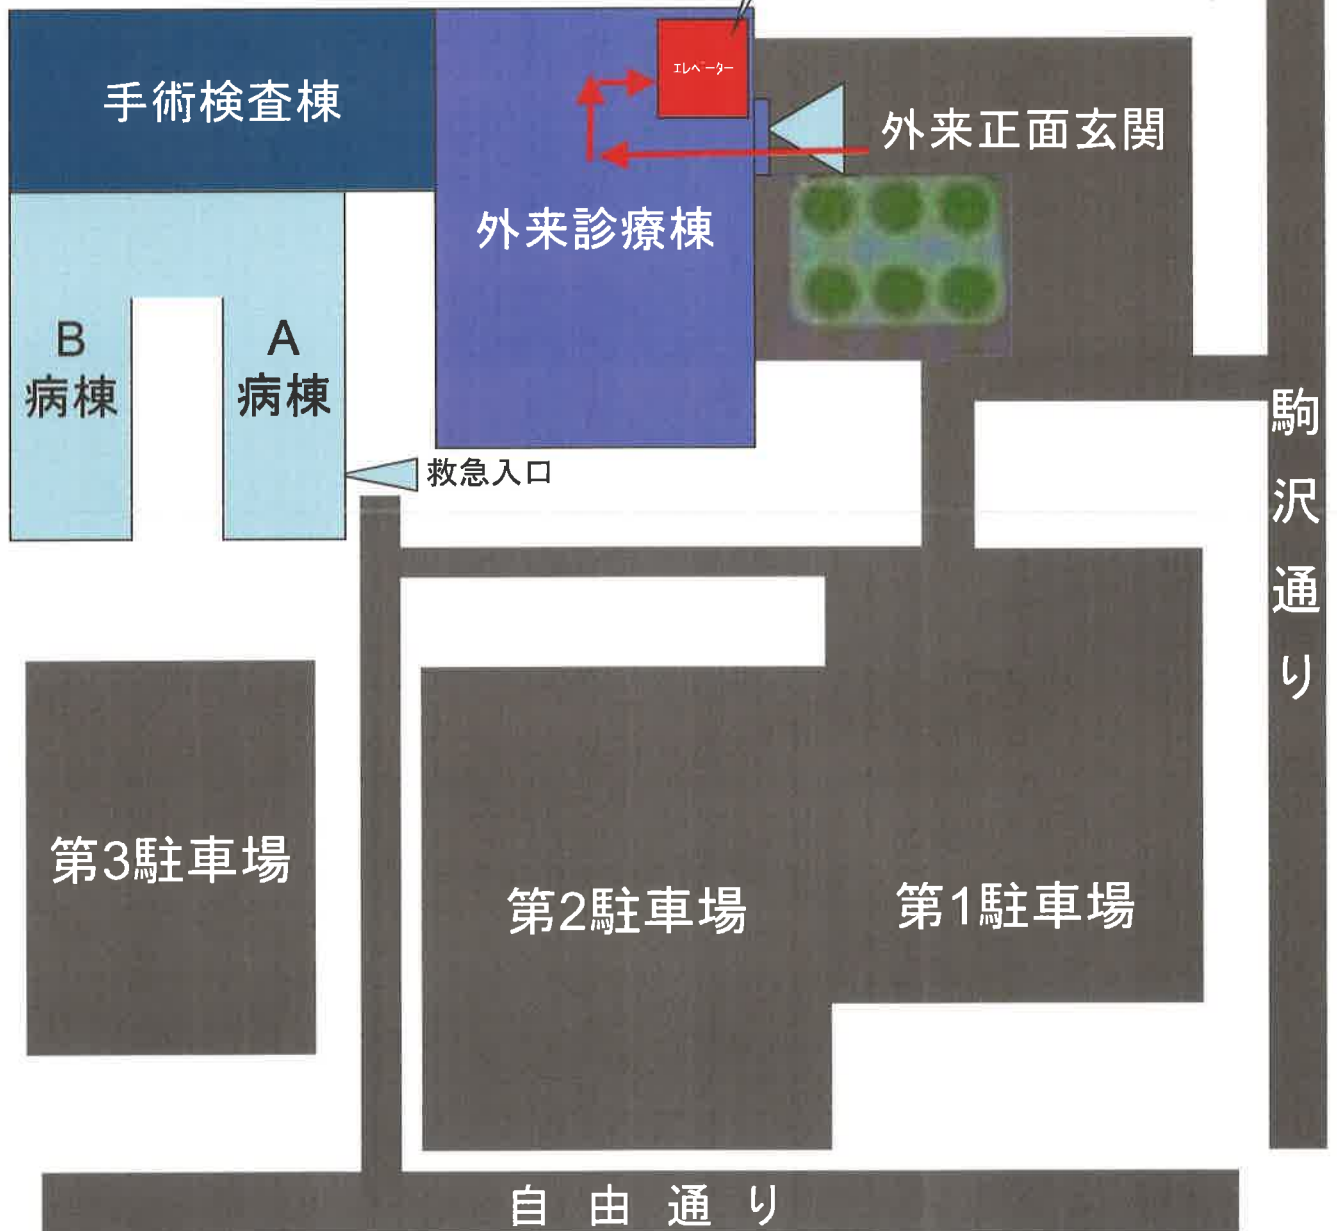 エレベーター
手術検査棟
外来正面玄関
外来診療棟
B
病棟
A
病棟
救急入口
駒沢通り
第3駐車場
第2駐車場
第1駐車場
自由通り